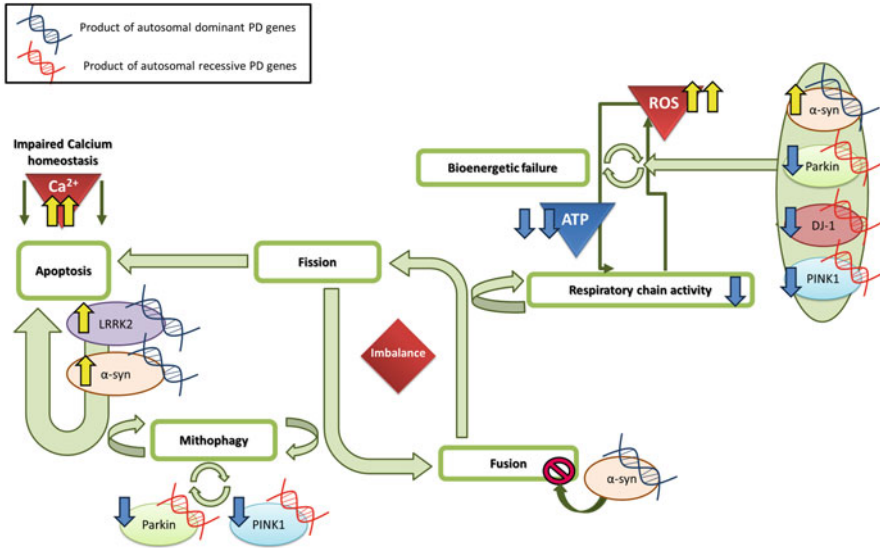 Product of autosomal dominant PD genes
Product of autosomal recessive PD genes
Impaired Calcium
homeostasis
Ca²⁺
Apoptosis
LRRK2
α-syn
Fission
Imbalance
Mithophagy
Parkin
PINK1
Fusion
α-syn
Bioenergetic failure
ROS
ATP
Respiratory chain activity
α-syn
Parkin
DJ-1
PINK1